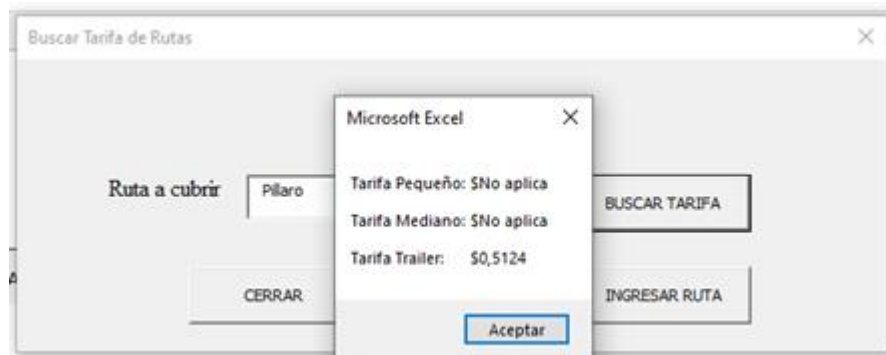 Buscar Tarifa de Rutas
Microsoft Excel
Tarifa Pequeño: $No aplica
Ruta a cubrir
Pillaro
BUSCAR TARIFA
Tarifa Mediano: $No aplica
Tarifa Trailer: $0,5124
CERRAR
INGRESAR RUTA
Aceptar